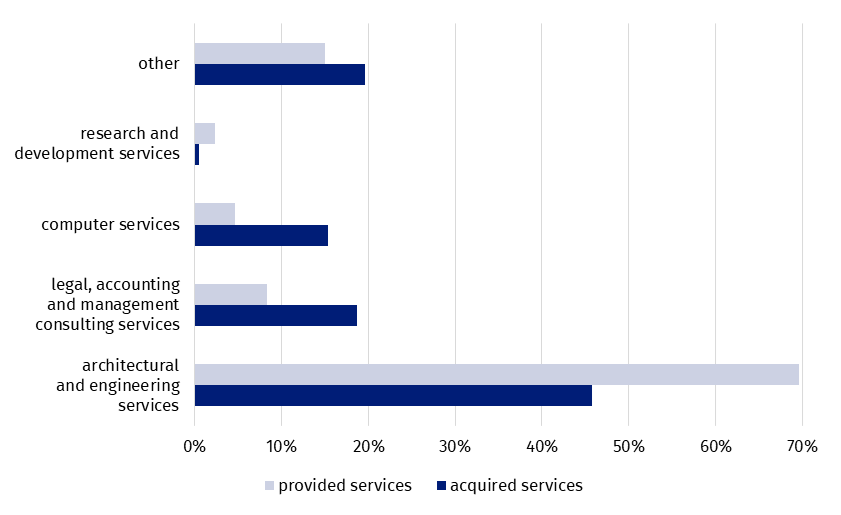 other
research and
development services
computer services
legal, accounting
and management
consulting services
architectural
and engineering
services
0% 10% 20% 30% 40% 50% 60% 70%
provided services acquired services